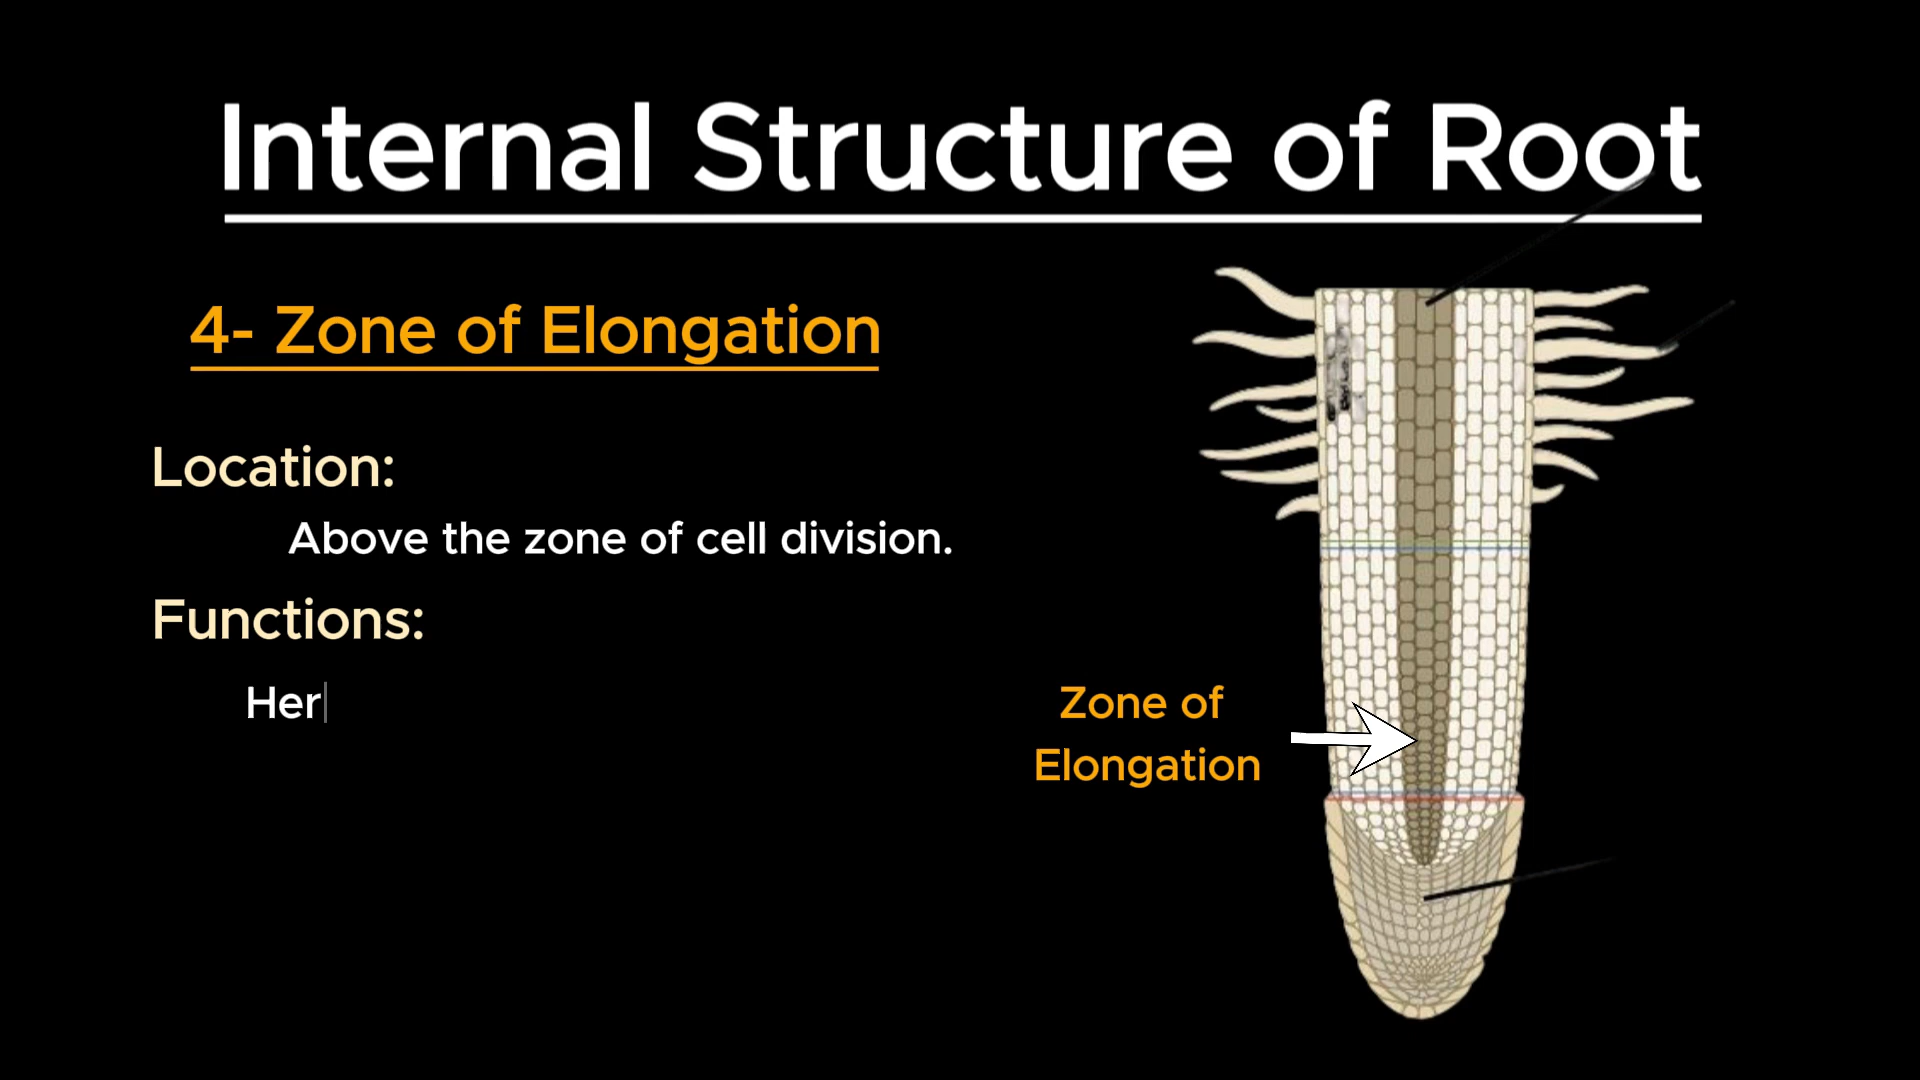 Internal Structure of Root
4- Zone of Elongation
Location:
Above the zone of cell division.
Functions:
Her
Zone of
Elongation